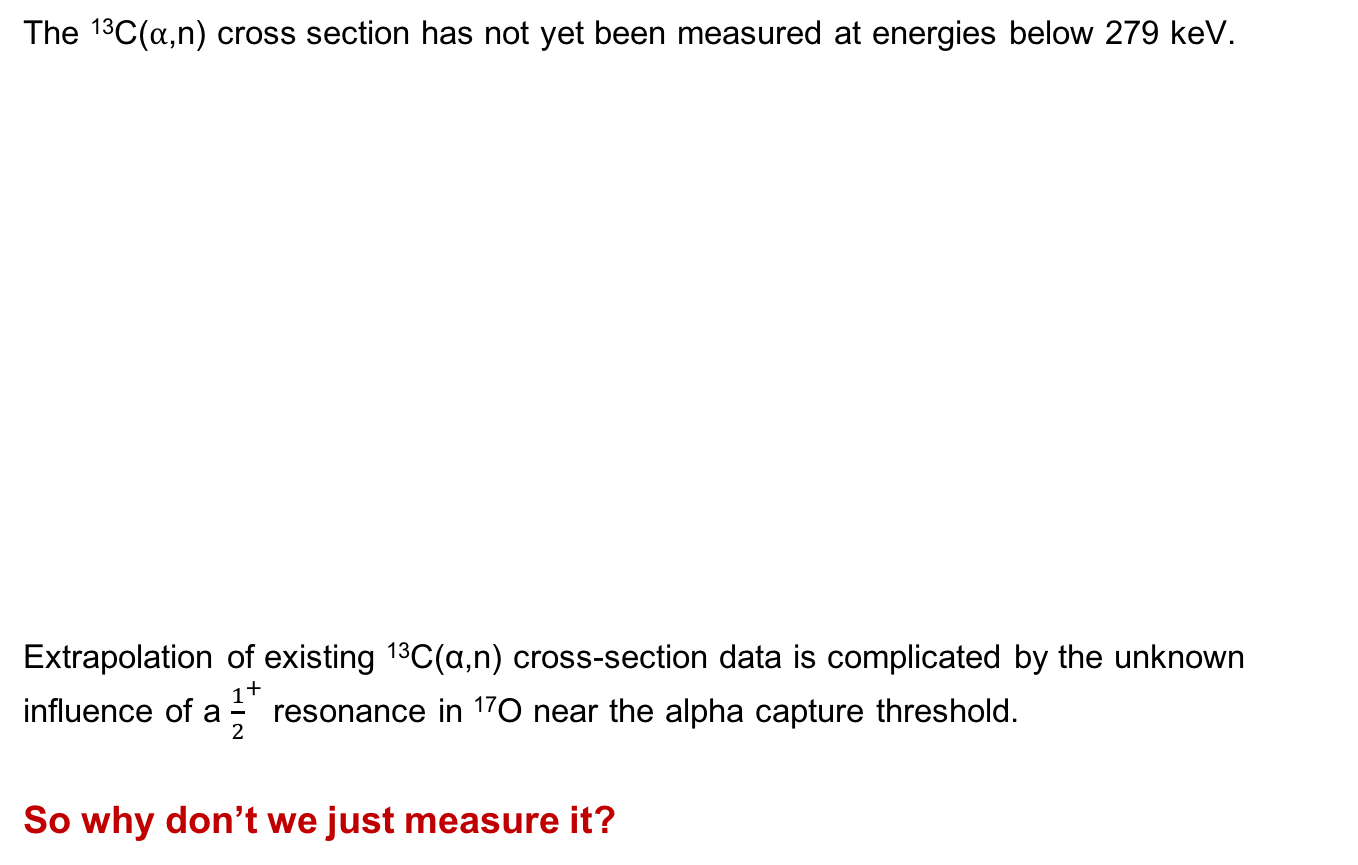 The ¹³C(α,n) cross section has not yet been measured at energies below 279 keV.
Extrapolation of existing ¹³C(α,n) cross-section data is complicated by the unknown
influence of a 1/2⁺ resonance in ¹⁷O near the alpha capture threshold.
So why don’t we just measure it?